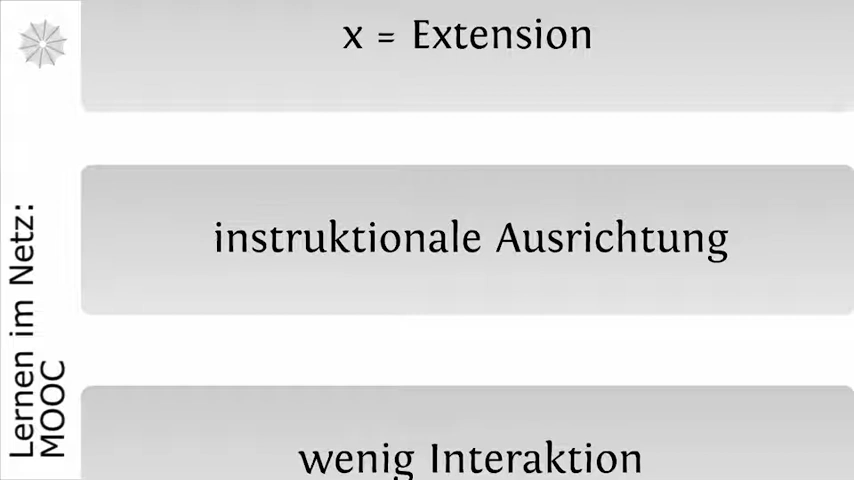 x = Extension
instruktionale Ausrichtung
wenig Interaktion
Lernen im Netz:
MOOC